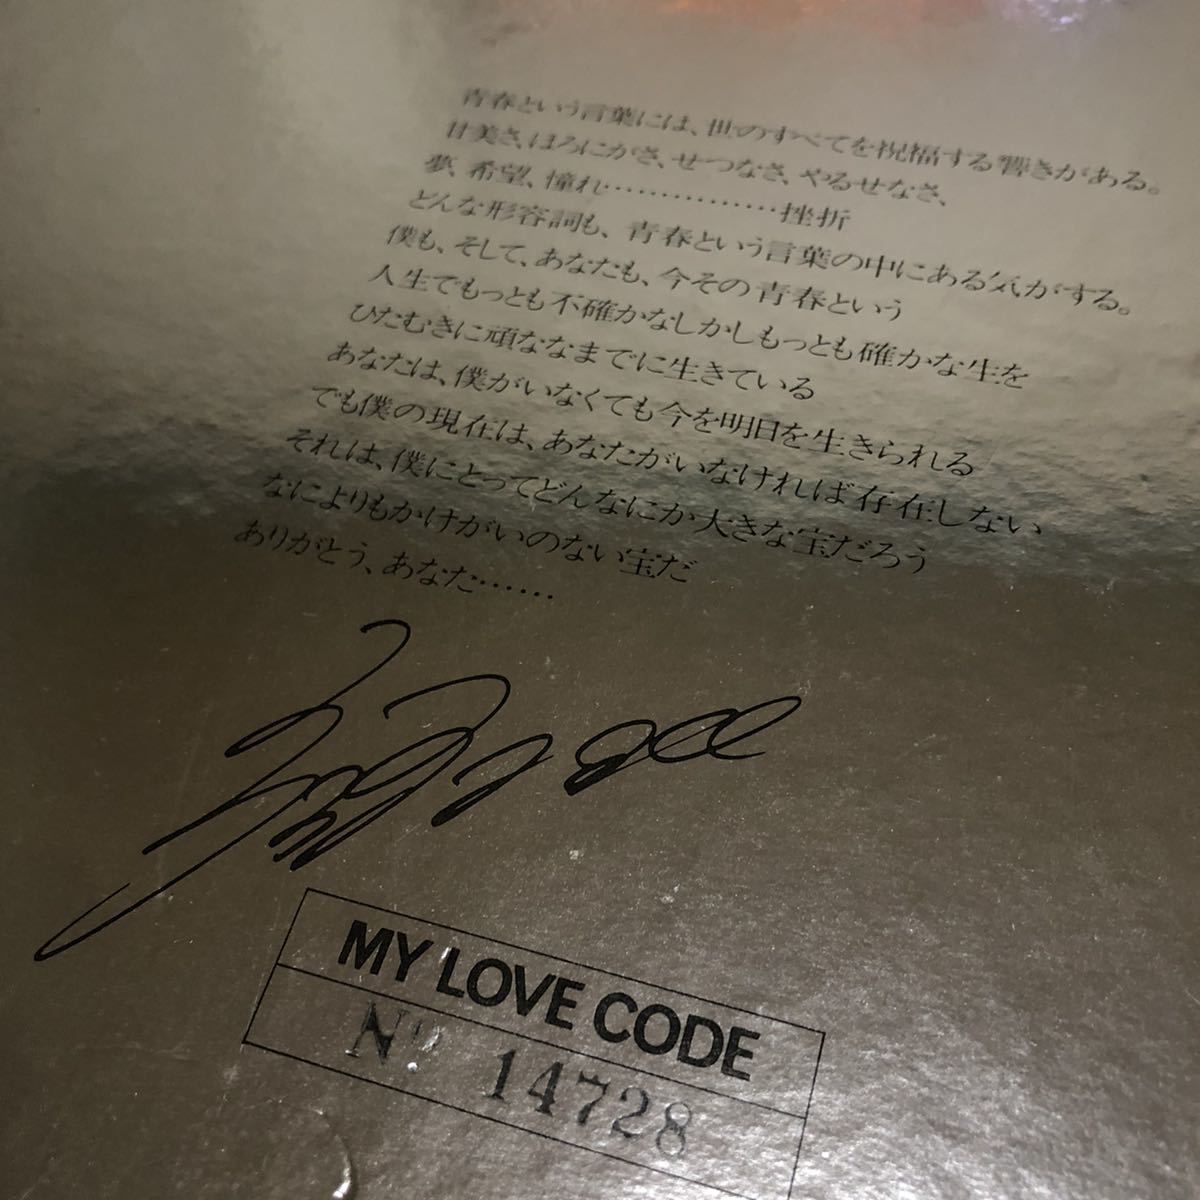 青春という言葉には、世のすべてを祝福する響きがある。
甘美さ、ほろにがさ、せつなさ、やるせなさ、
夢、希望、憧れ……………挫折
どんな形容詞も、青春という言葉の中にある気がする。
僕も、そして、あなたも、今その青春という
人生でもっとも不確かなしかしもっとも確かな生を
ひたむきに頑ななまでに生きている
あなたは、僕がいなくても今を明日を生きられる
でも僕の現在は、あなたがいなければ存在しない
それは、僕にとってどんなにか大きな宝だろう
なによりもかけがいのない宝だ
ありがとう、あなた……
MY LOVE CODE
Nº 14728